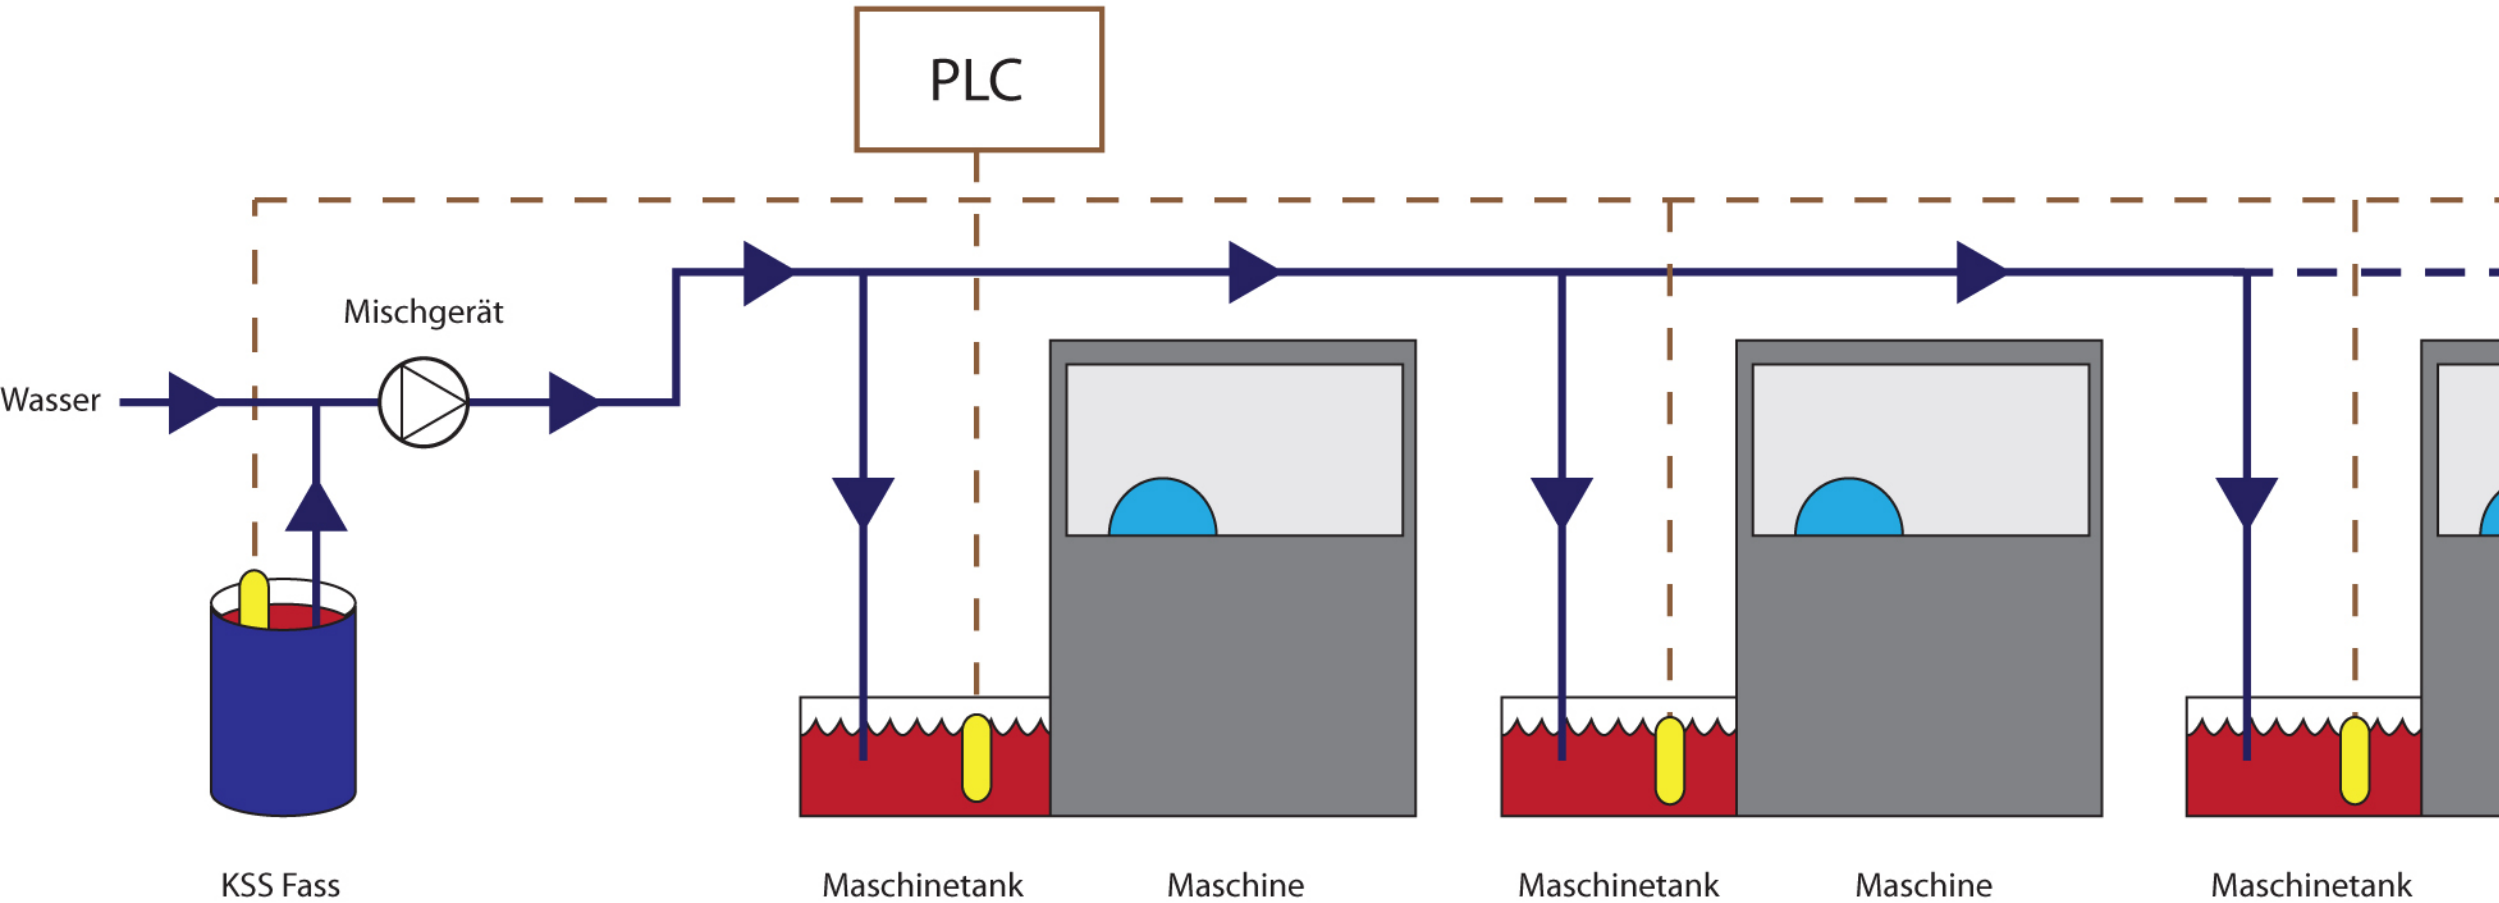 PLC
Mischgerät
Wasser
KSS Fass
Maschinetank
Maschine
Maschinetank
Maschine
Maschinetank